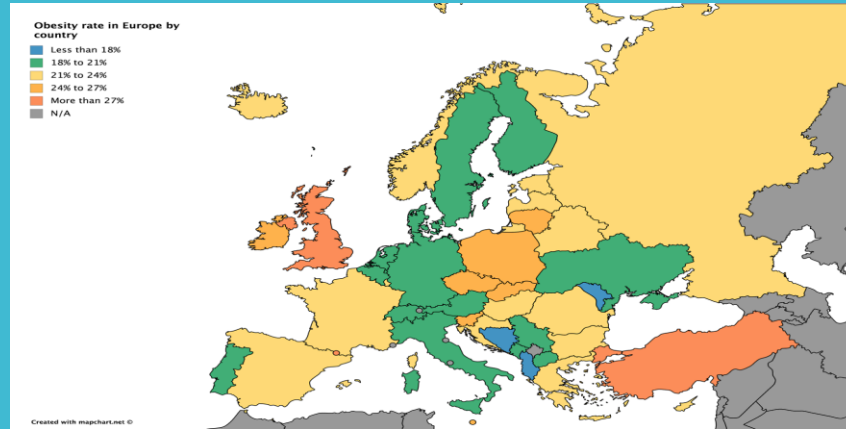 Obesity rate in Europe by
country
Less than 18%
18% to 21%
21% to 24%
24% to 27%
More than 27%
N/A
Created with mapchart.net ©